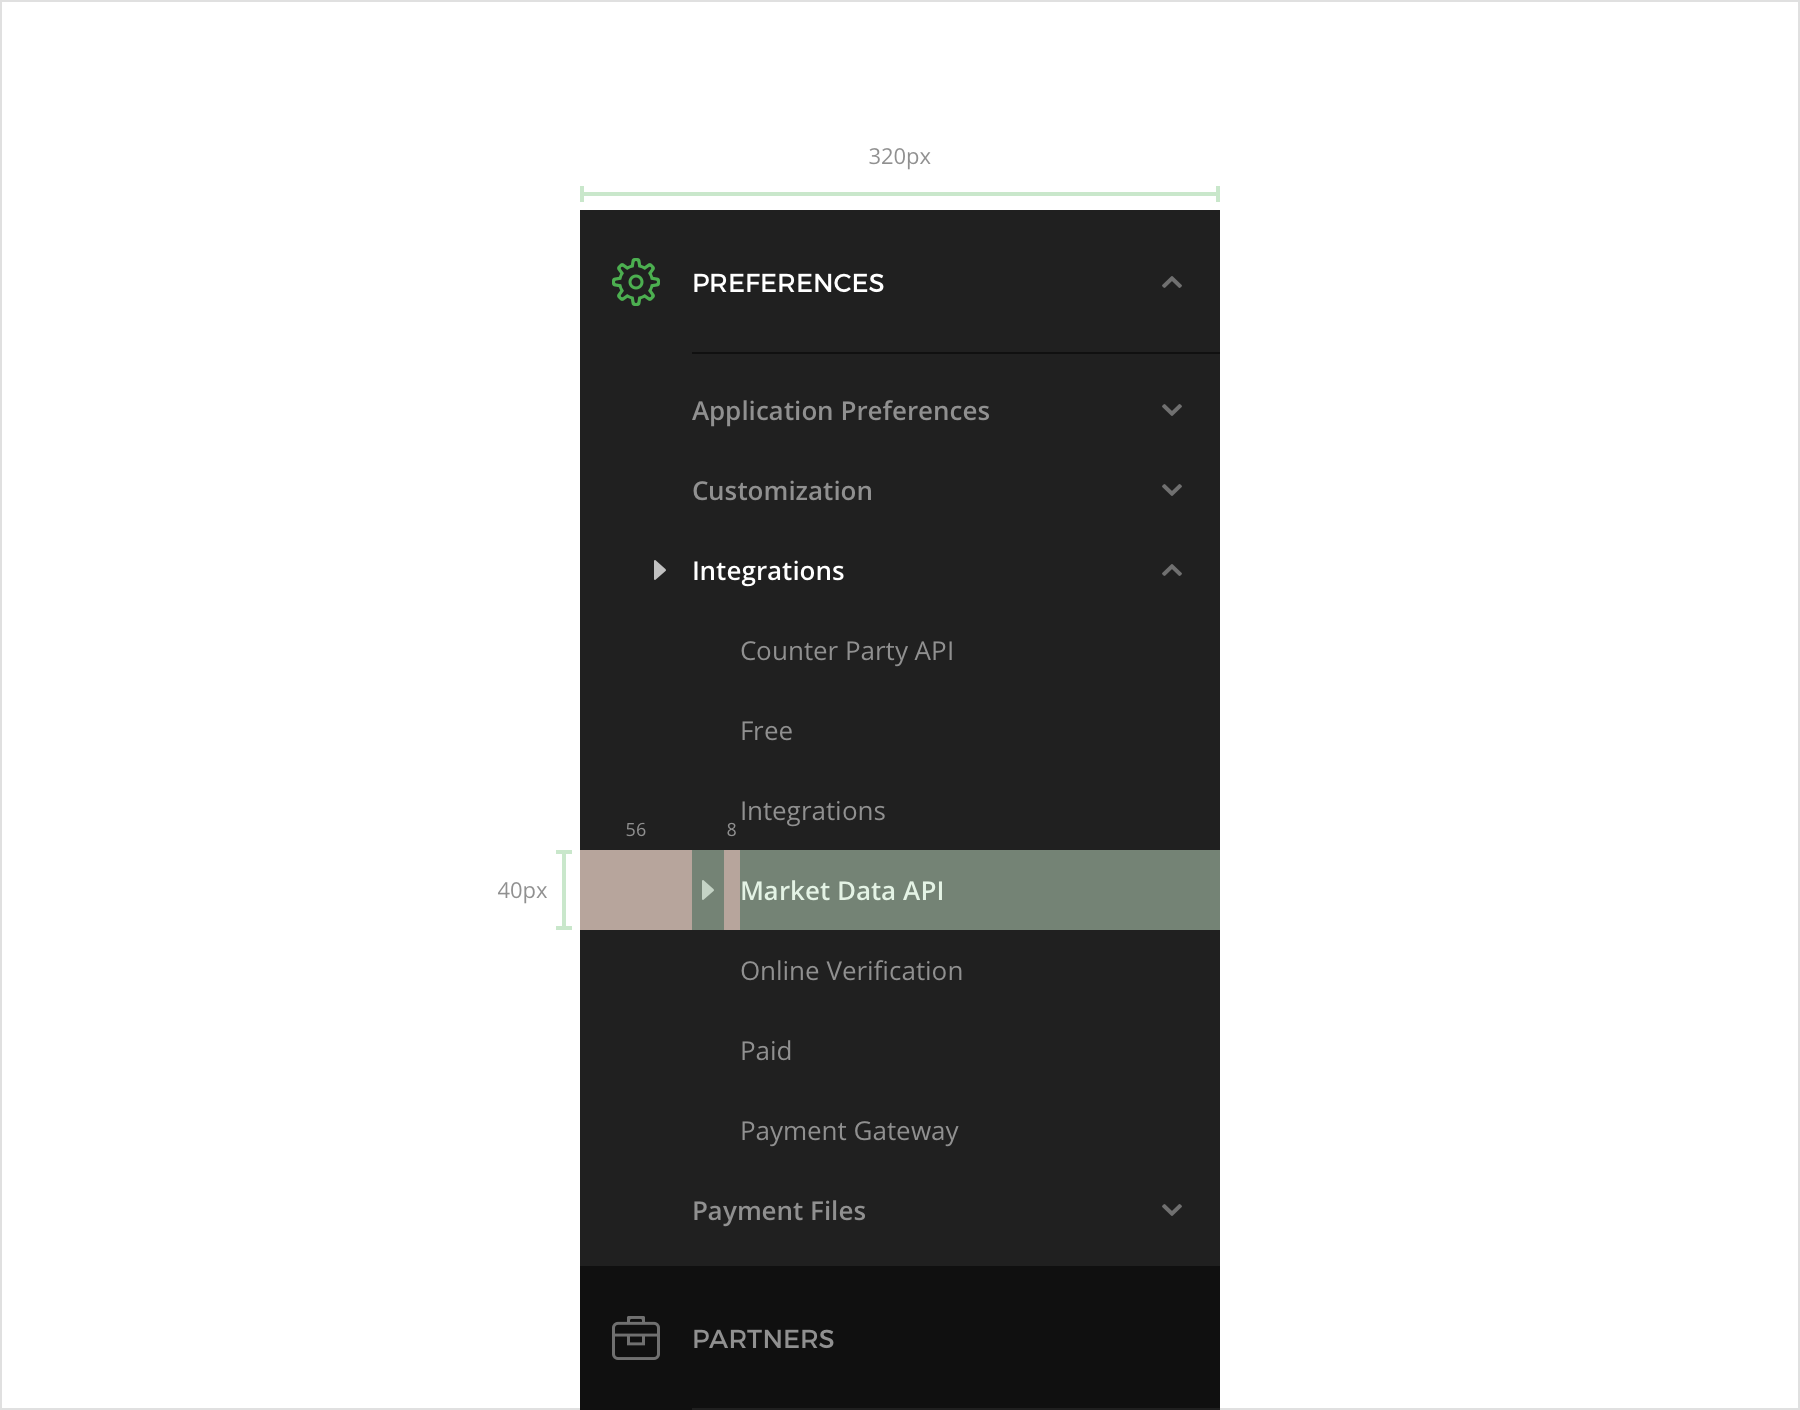 320px
PREFERENCES
Application Preferences
Customization
Integrations
Counter Party API
Free
Integrations
56 8
40px Market Data API
Online Verification
Paid
Payment Gateway
Payment Files
PARTNERS